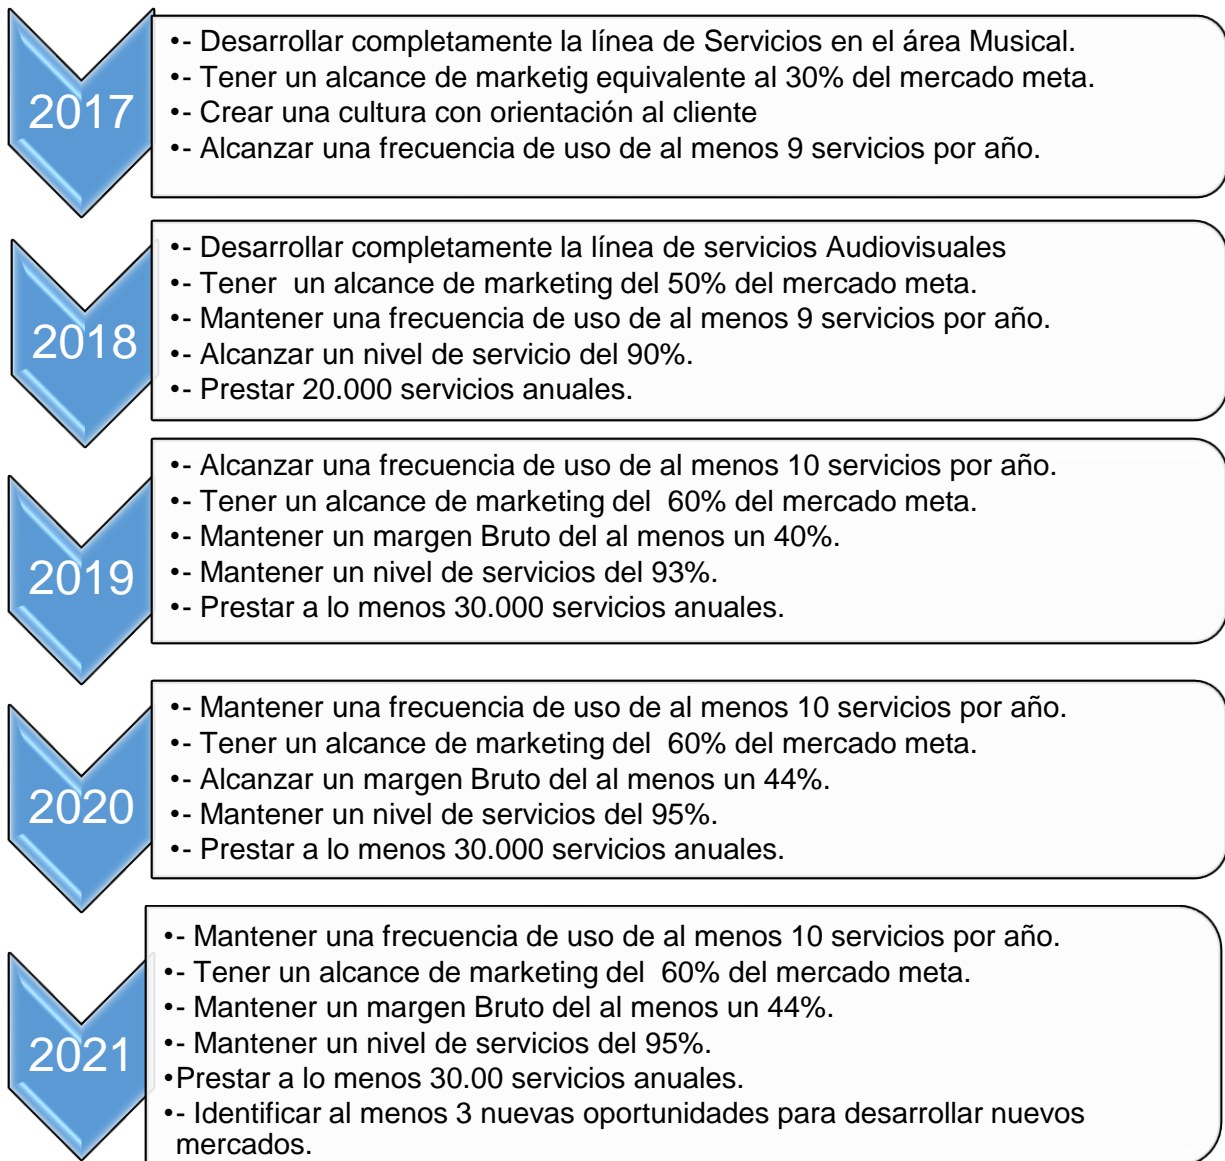 2017
•- Desarrollar completamente la línea de Servicios en el área Musical.
•- Tener un alcance de marketig equivalente al 30% del mercado meta.
•- Crear una cultura con orientación al cliente
•- Alcanzar una frecuencia de uso de al menos 9 servicios por año.
2018
•- Desarrollar completamente la línea de servicios Audiovisuales
•- Tener  un alcance de marketing del 50% del mercado meta.
•- Mantener una frecuencia de uso de al menos 9 servicios por año.
•- Alcanzar un nivel de servicio del 90%.
•- Prestar 20.000 servicios anuales.
2019
•- Alcanzar una frecuencia de uso de al menos 10 servicios por año.
•- Tener un alcance de marketing del  60% del mercado meta.
•- Mantener un margen Bruto del al menos un 40%.
•- Mantener un nivel de servicios del 93%.
•- Prestar a lo menos 30.000 servicios anuales.
2020
•- Mantener una frecuencia de uso de al menos 10 servicios por año.
•- Tener un alcance de marketing del  60% del mercado meta.
•- Alcanzar un margen Bruto del al menos un 44%.
•- Mantener un nivel de servicios del 95%.
•- Prestar a lo menos 30.000 servicios anuales.
2021
•- Mantener una frecuencia de uso de al menos 10 servicios por año.
•- Tener un alcance de marketing del  60% del mercado meta.
•- Mantener un margen Bruto del al menos un 44%.
•- Mantener un nivel de servicios del 95%.
•Prestar a lo menos 30.00 servicios anuales.
•- Identificar al menos 3 nuevas oportunidades para desarrollar nuevos
mercados.